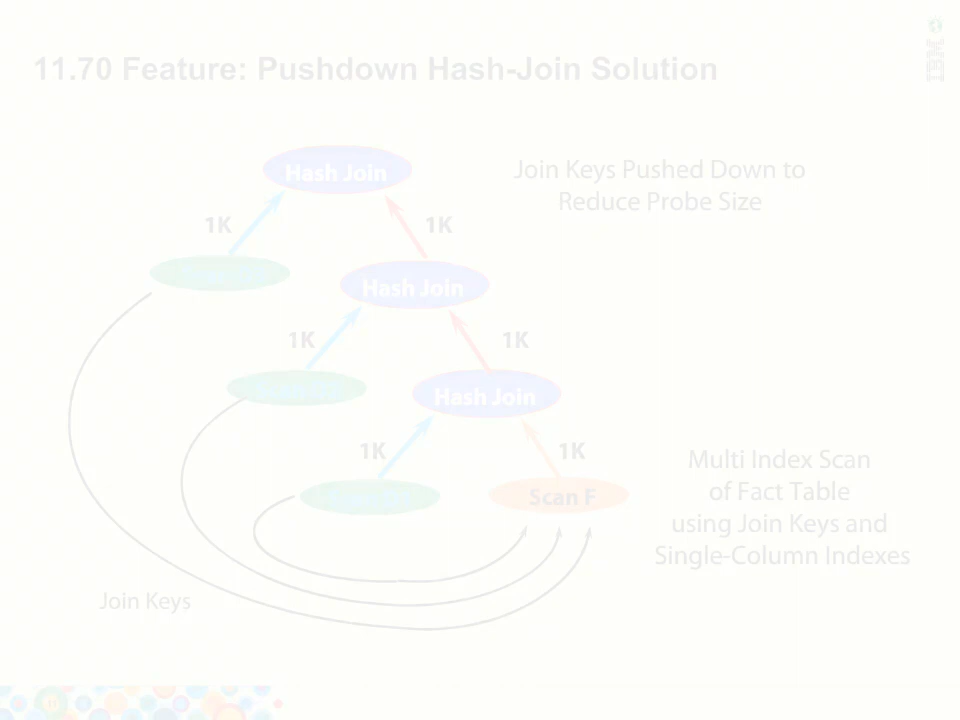 11.70 Feature: Pushdown Hash-Join Solution
IBM
Hash Join
Join Keys Pushed Down to
Reduce Probe Size
1K
1K
Hash Join
1K
1K
Hash Join
1K
1K
Scan F
Multi Index Scan
of Fact Table
using Join Keys and
Single-Column Indexes
Join Keys